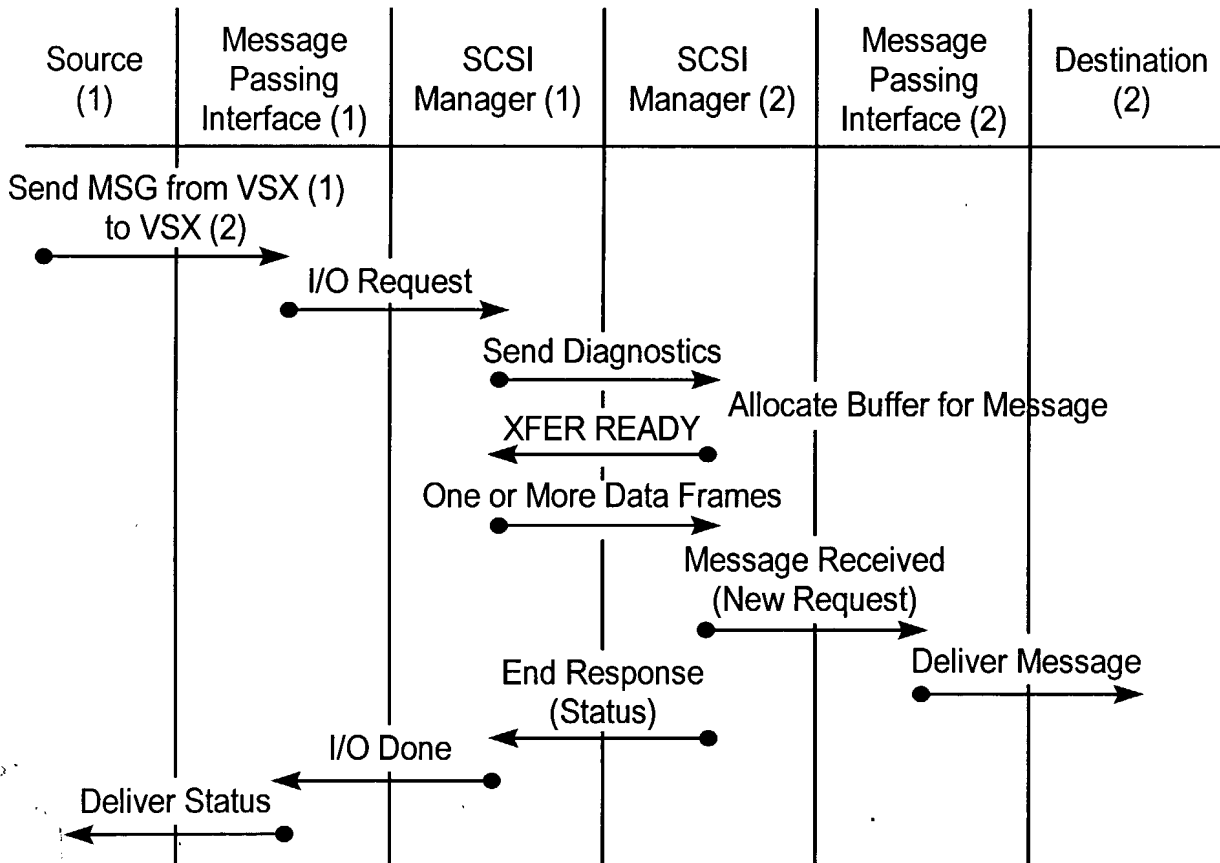 Source
(1)
Message
Passing
Interface (1)
SCSI
Manager (1)
SCSI
Manager (2)
Message
Passing
Interface (2)
Destination
(2)
Send MSG from VSX (1)
to VSX (2)
I/O Request
Send Diagnostics
Allocate Buffer for Message
XFER READY
One or More Data Frames
Message Received
(New Request)
Deliver Message
End Response
(Status)
I/O Done
Deliver Status